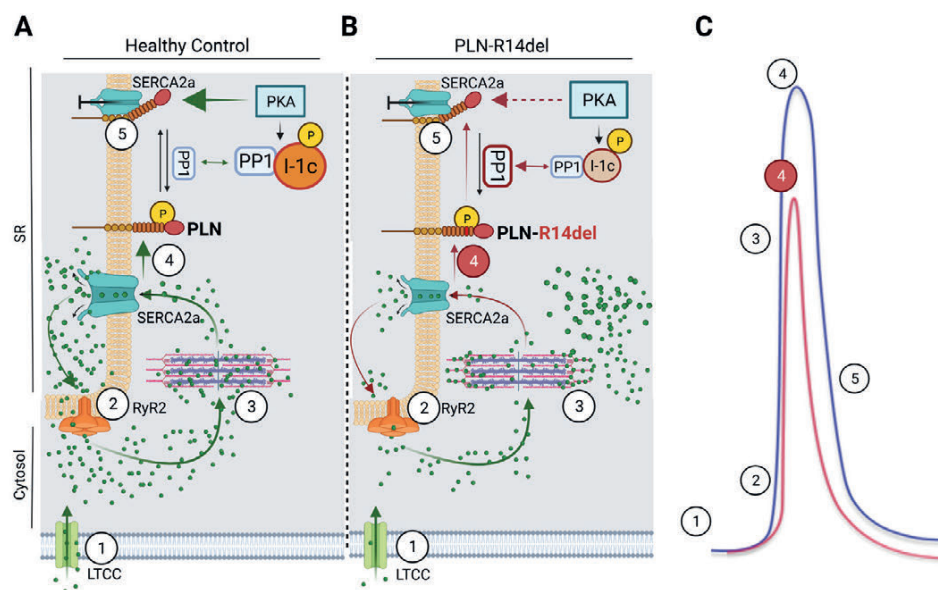 A
B
C
Healthy Control
PLN-R14del
SERCA2a
PKA
5
P
PP1
PP1
I-1c
P
PLN
4
SERCA2a
2
RyR2
3
1
LTCC
SR
Cytosol
SERCA2a
PKA
5
P
PP1
PP1
I-1c
P
PLN-R14del
4
SERCA2a
2
RyR2
3
1
LTCC
4
4
3
5
2
1